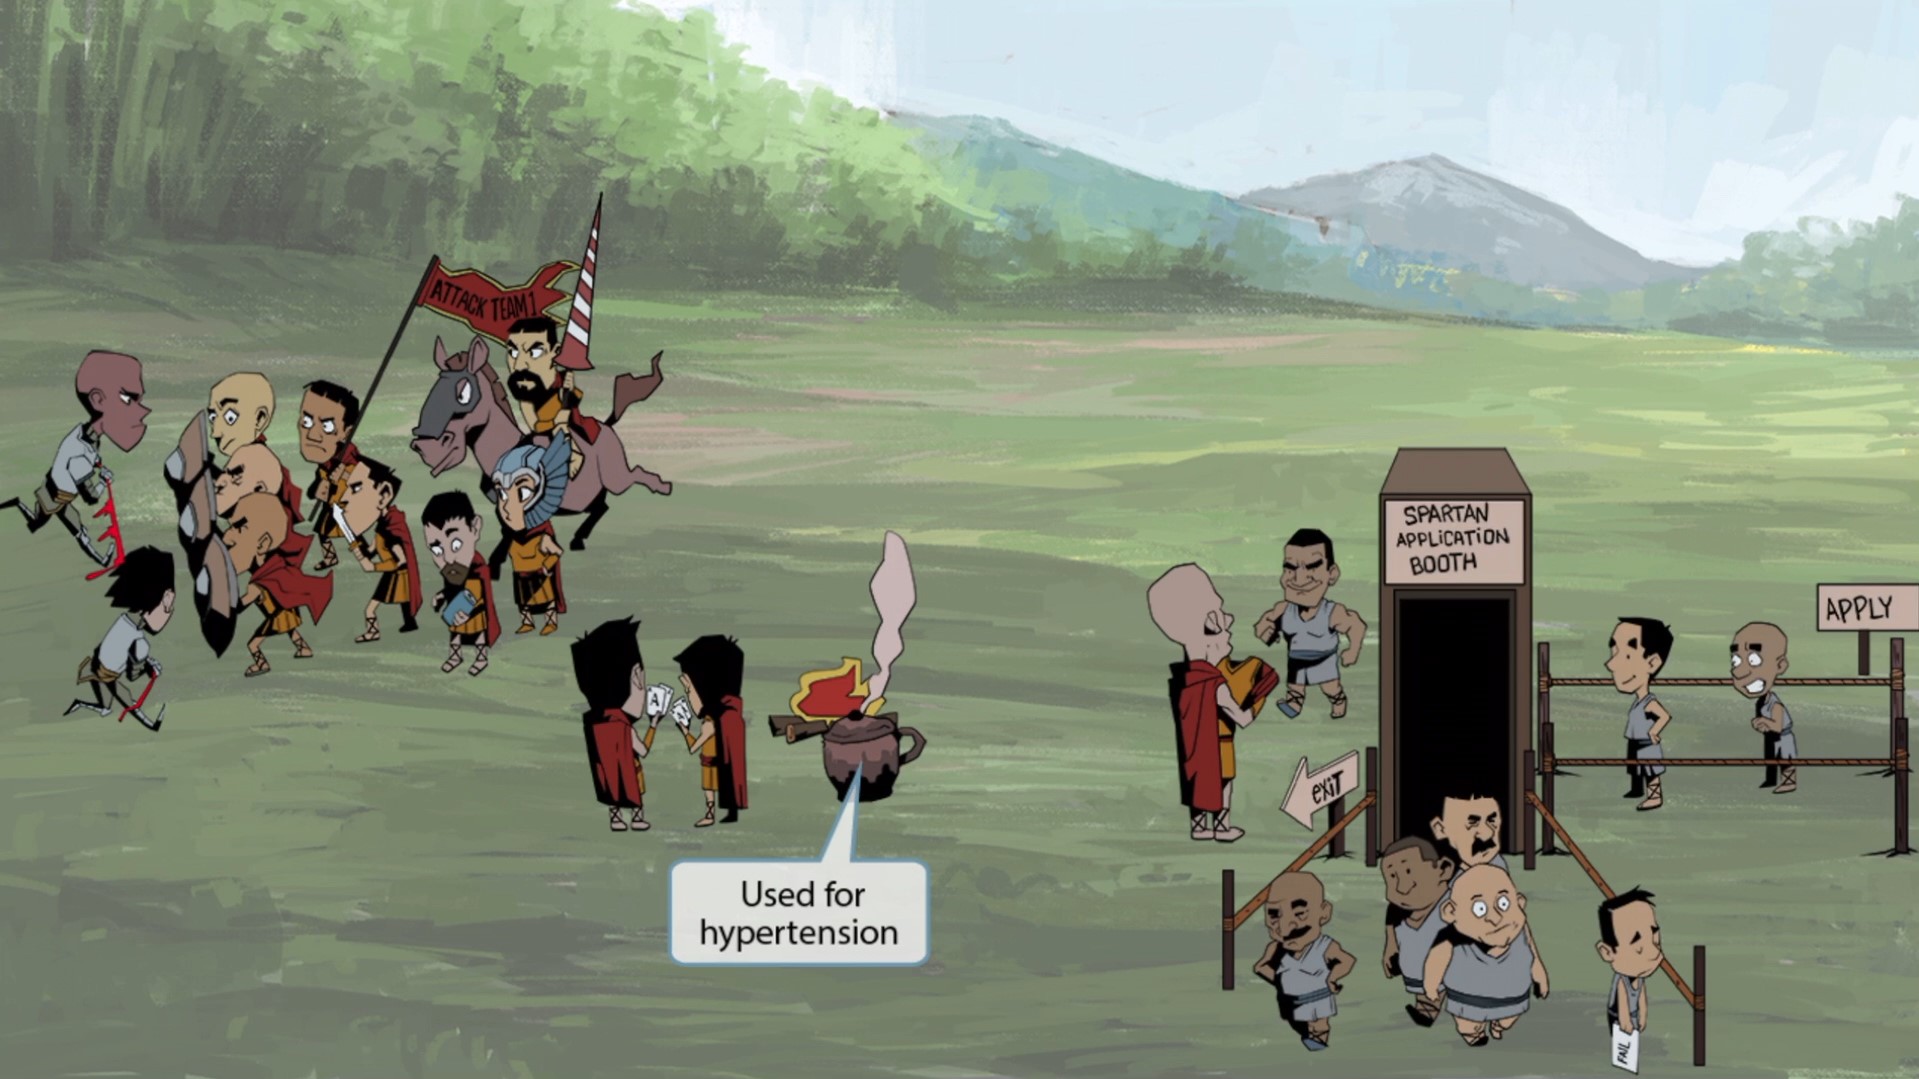 ATTACK TEAM 1
SPARTAN
APPLICATION
BOOTH
APPLY
A
exit
Used for
hypertension
FAIL